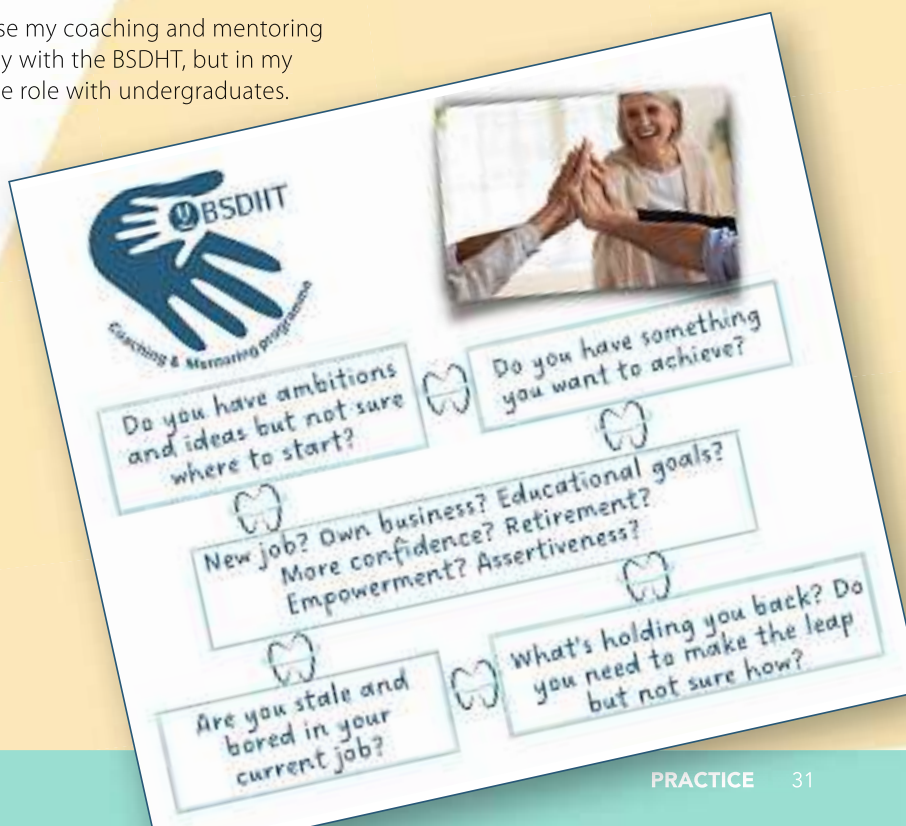 se my coaching and mentoring
y with the BSDHT, but in my
e role with undergraduates.
BSDHT
Coaching & Mentoring programme
Do you have ambitions
and ideas but not sure
where to start?
Do you have something
you want to achieve?
New job? Own business? Educational goals?
More confidence? Retirement?
Empowerment? Assertiveness?
Are you stale and
bored in your
current job?
What's holding you back? Do
you need to make the leap
but not sure how?
PRACTICE 31